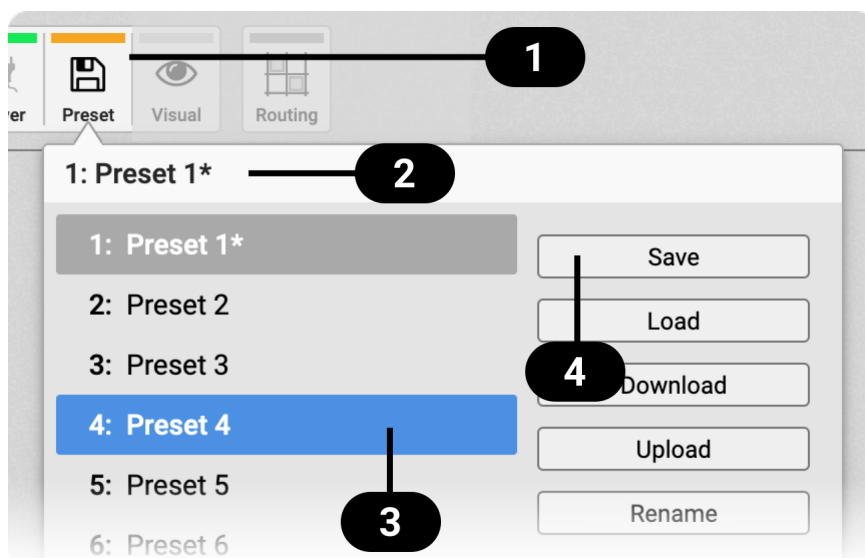 1
er Preset Visual Routing
1: Preset 1*
2
1: Preset 1*
Save
2: Preset 2
Load
3: Preset 3
4
Download
4: Preset 4
Upload
5: Preset 5
3
Rename
6: Preset 6